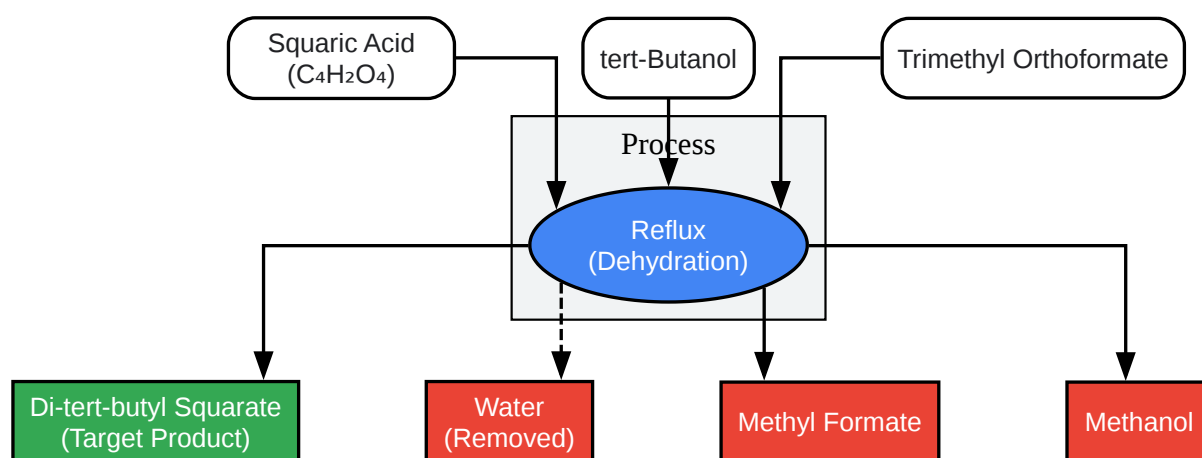 Squaric Acid
(C₄H₂O₄)
tert-Butanol
Trimethyl Orthoformate
Process
Reflux
(Dehydration)
Di-tert-butyl Squarate
(Target Product)
Water
(Removed)
Methyl Formate
Methanol